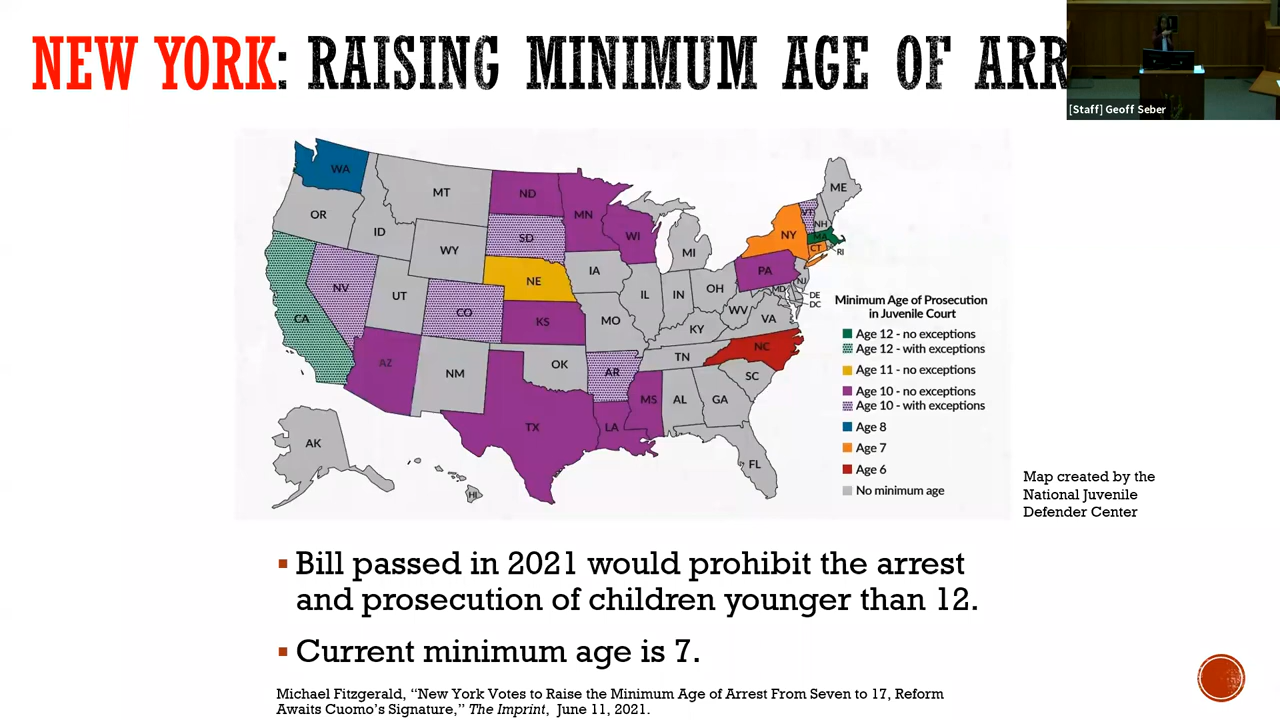 NEW YORK: RAISING MINIMUM AGE OF ARR
[Staff] Geoff Seber
WA
MT
ND
MN
ME
OR
ID
WY
SD
WI
MI
NY
VT
NH
MA
CT
RI
NV
UT
CO
NE
IA
IL
IN
OH
PA
NJ
MD
DE
DC
CA
AZ
NM
KS
MO
KY
WV
VA
OK
AR
TN
NC
SC
TX
LA
MS
AL
GA
FL
AK
HI
Minimum Age of Prosecution
in Juvenile Court
Age 12 - no exceptions
Age 12 - with exceptions
Age 11 - no exceptions
Age 10 - no exceptions
Age 10 - with exceptions
Age 8
Age 7
Age 6
No minimum age
Map created by the
National Juvenile
Defender Center
Bill passed in 2021 would prohibit the arrest
and prosecution of children younger than 12.
Current minimum age is 7.
Michael Fitzgerald, “New York Votes to Raise the Minimum Age of Arrest From Seven to 17, Reform
Awaits Cuomo’s Signature,” The Imprint, June 11, 2021.